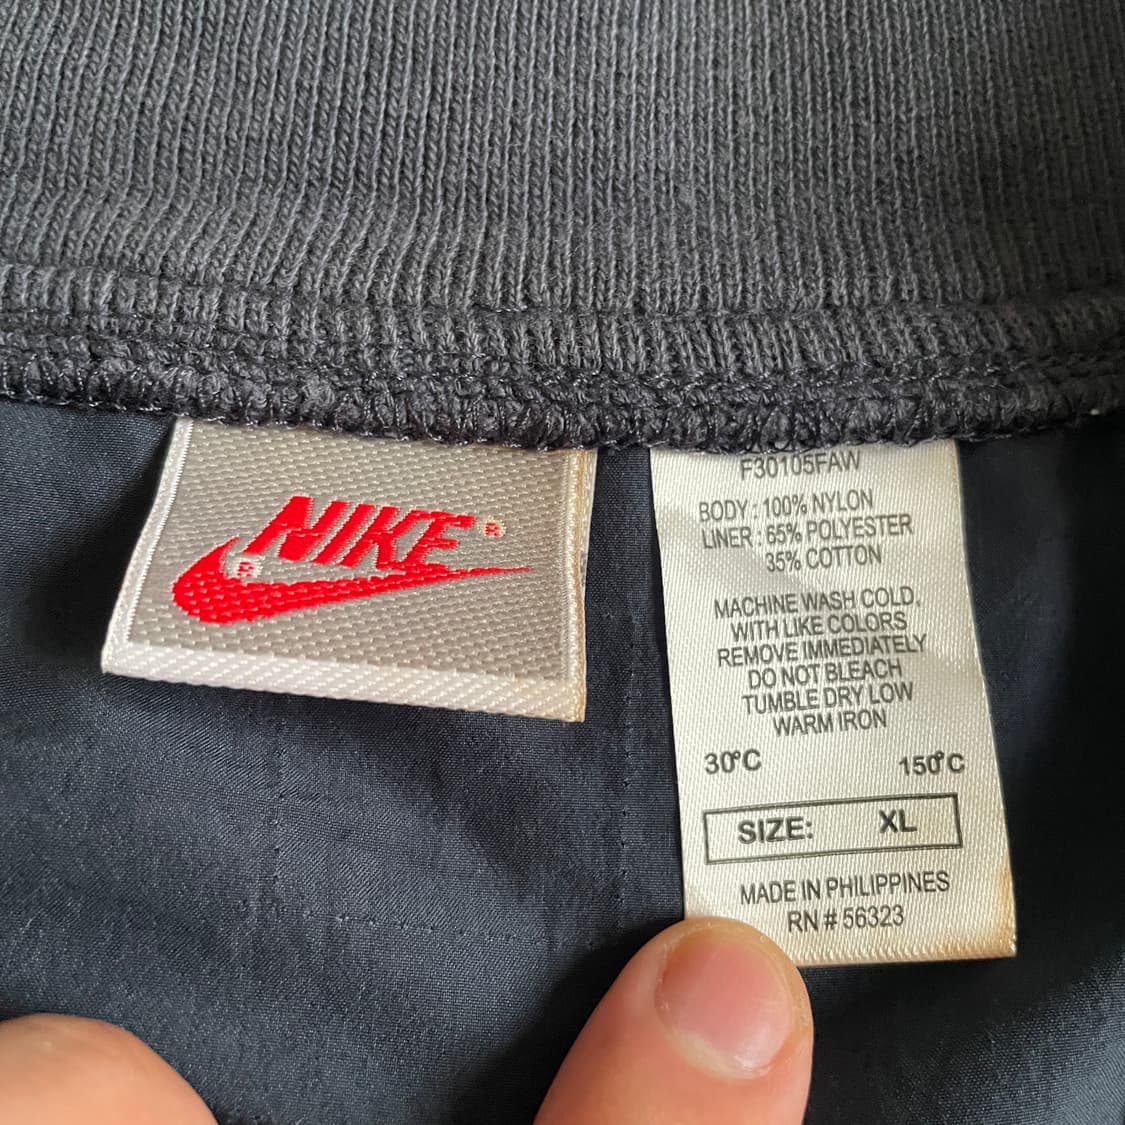 NIKE ®
®
F30105FAW
BODY : 100% NYLON
LINER : 65% POLYESTER
35% COTTON
MACHINE WASH COLD,
WITH LIKE COLORS
REMOVE IMMEDIATELY
DO NOT BLEACH
TUMBLE DRY LOW
WARM IRON
30°C 150°C
SIZE: XL
MADE IN PHILIPPINES
RN # 56323